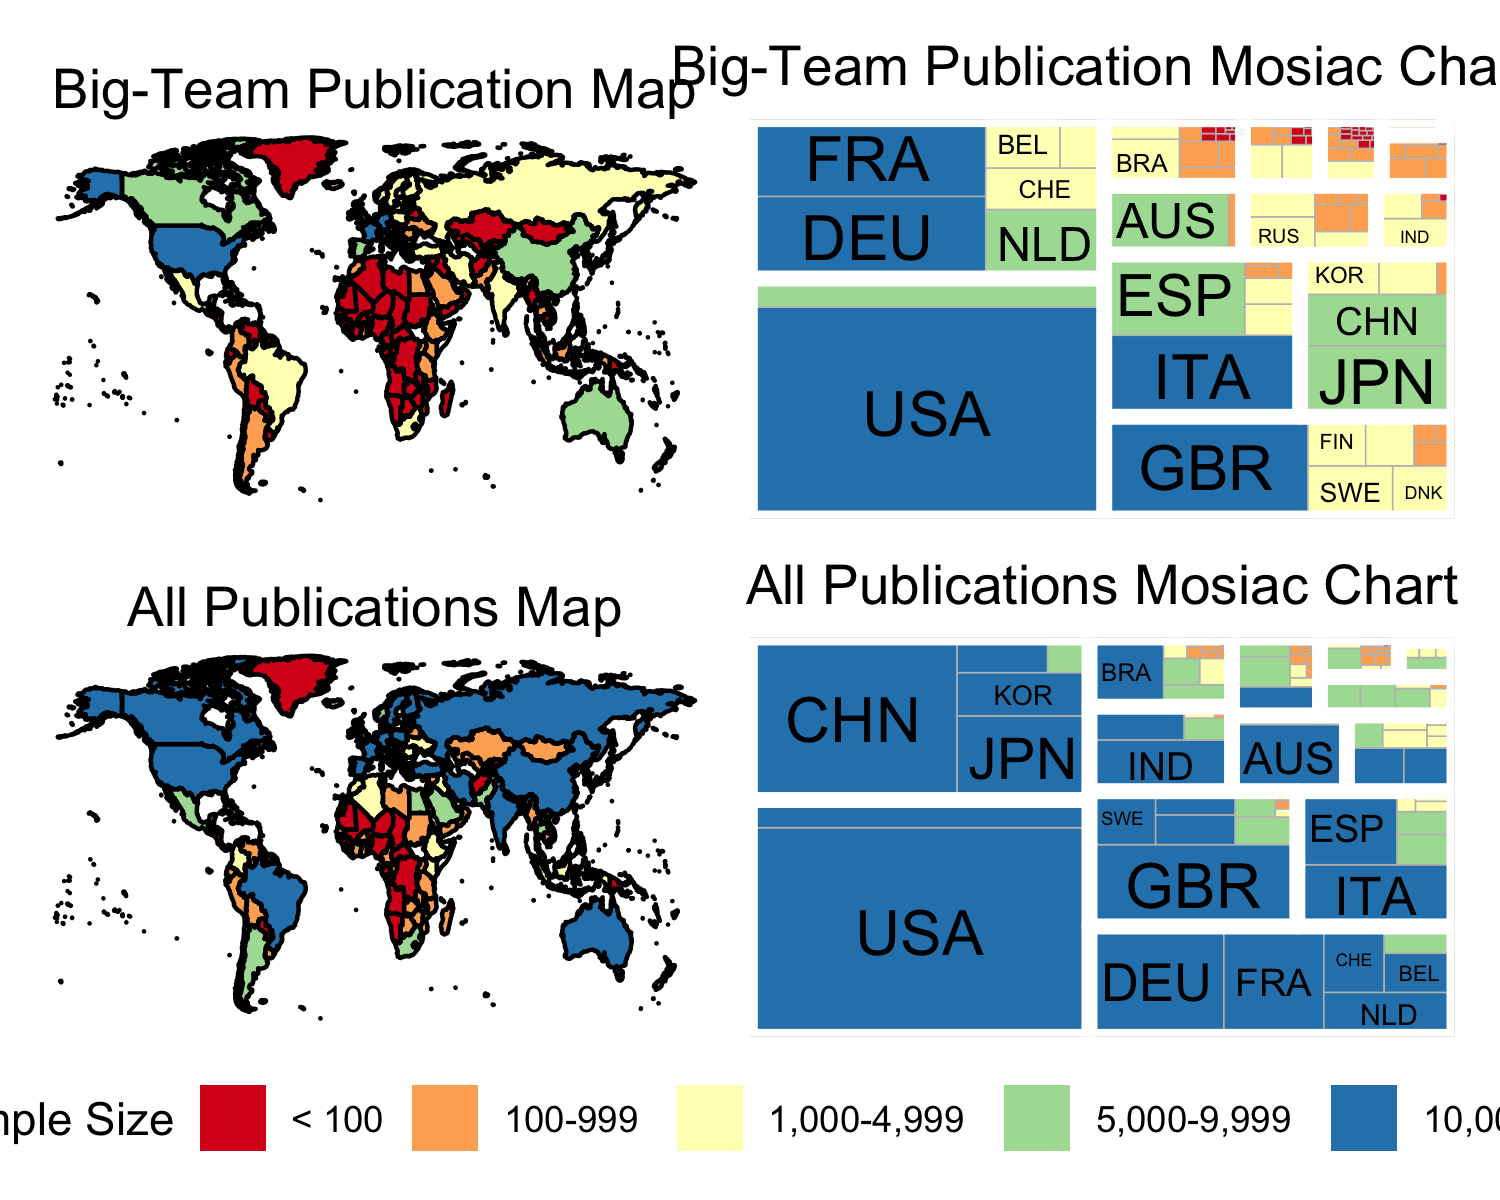 Big-Team Publication Map
Big-Team Publication Mosiac Cha
FRA
BEL
CHE
DEU
NLD
USA
BRA
AUS
RUS
IND
ESP
KOR
CHN
ITA
JPN
GBR
FIN
SWE
DNK
All Publications Map
All Publications Mosiac Chart
CHN
KOR
JPN
USA
BRA
IND
AUS
SWE
GBR
ESP
ITA
DEU
FRA
CHE
BEL
NLD
mple Size
< 100
100-999
1,000-4,999
5,000-9,999
10,00